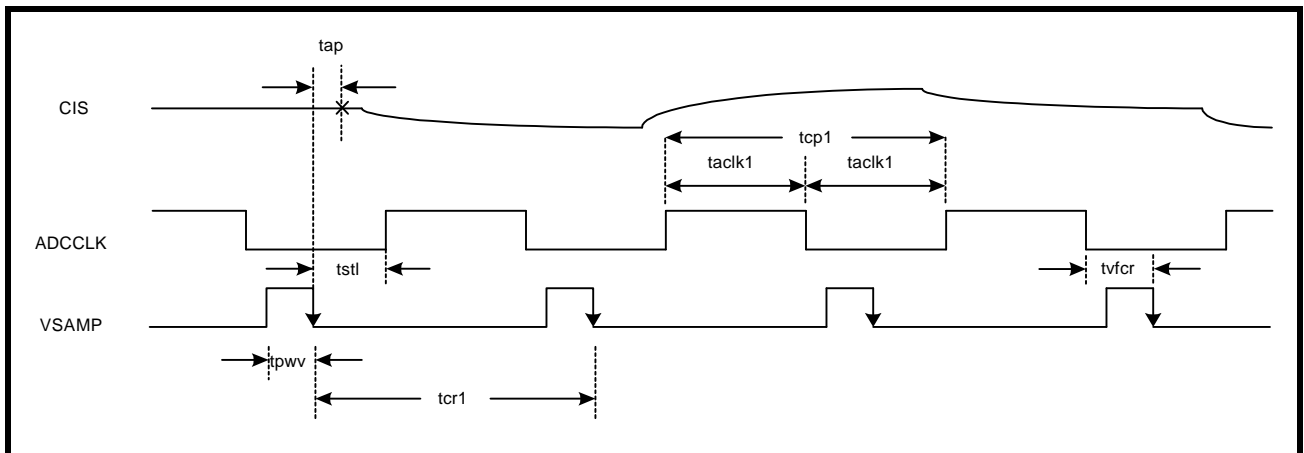 tap
CIS
tcp1
taclk1 taclk1
ADCCLK
tstl tvfcr
VSAMP
tpwv
tcr1